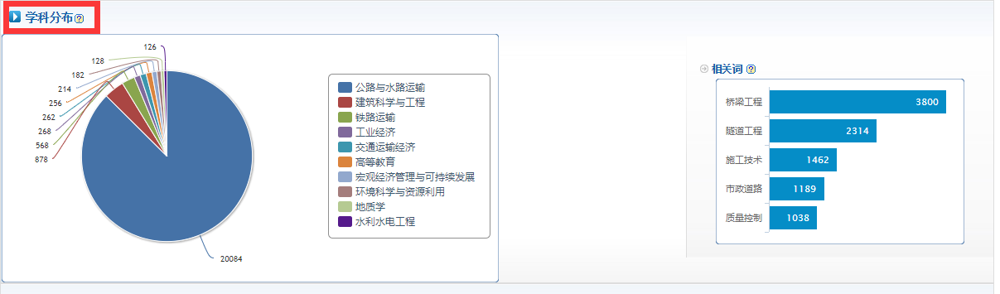 学科分布?
126
128
182
214
256
262
268
568
878
20084
公路与水路运输
建筑科学与工程
铁路运输
工业经济
交通运输经济
高等教育
宏观经济管理与可持续发展
环境科学与资源利用
地质学
水利水电工程
相关词?
桥梁工程 3800
隧道工程 2314
施工技术 1462
市政道路 1189
质量控制 1038